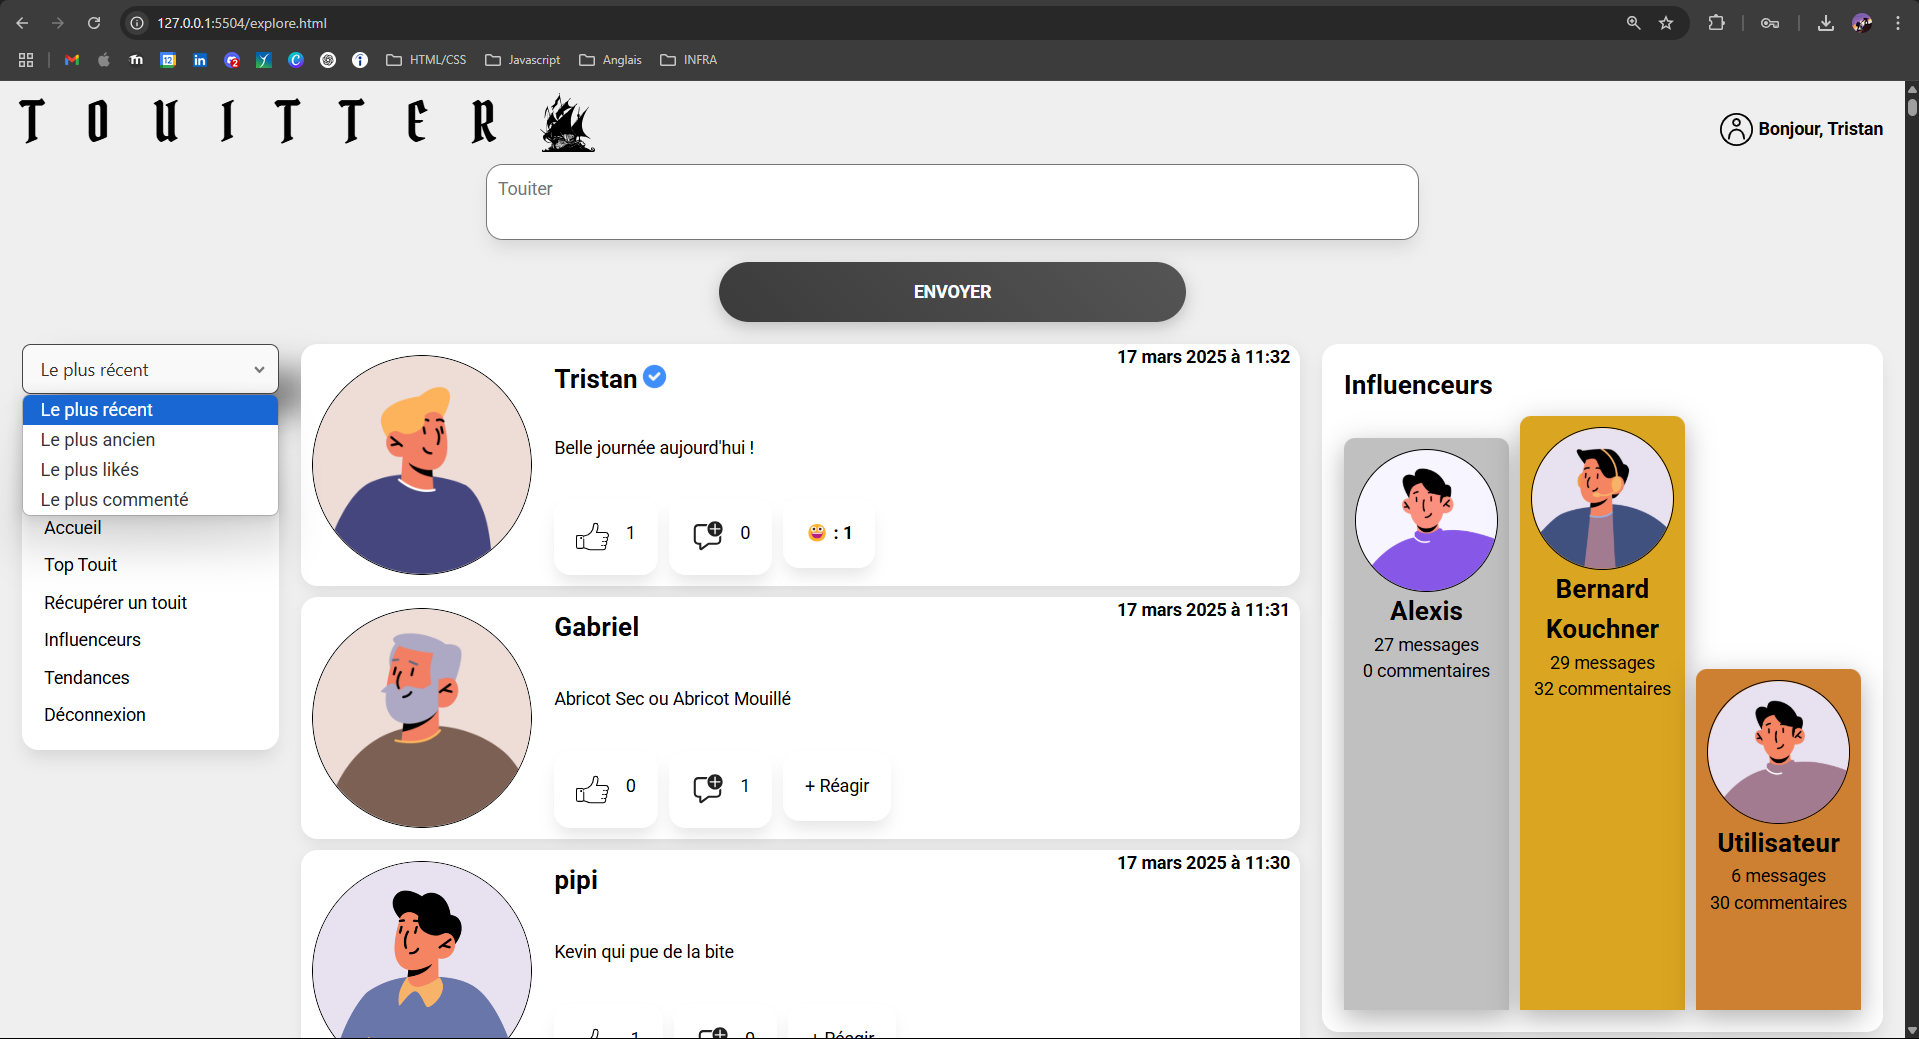 127.0.0.1:5504/explore.html
HTML/CSS
Javascript
Anglais
INFRA
TOUITTER
Bonjour, Tristan
Touiter
ENVOYER
Le plus récent
Le plus récent
Le plus ancien
Le plus likés
Le plus commenté
Accueil
Top Touit
Récupérer un touit
Influenceurs
Tendances
Déconnexion
17 mars 2025 à 11:32
Tristan
Belle journée aujourd'hui !
1
0
: 1
17 mars 2025 à 11:31
Gabriel
Abricot Sec ou Abricot Mouillé
0
1
+ Réagir
17 mars 2025 à 11:30
pipi
Kevin qui pue de la bite
1
0
+ Réagir
Influenceurs
Alexis
27 messages
0 commentaires
Bernard
Kouchner
29 messages
32 commentaires
Utilisateur
6 messages
30 commentaires